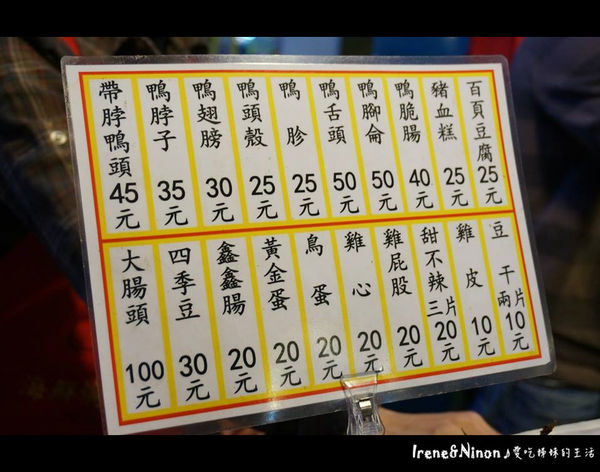 帶脖鴨頭 45元
鴨脖子 35元
鴨翅膀 30元
鴨頭殼 25元
鴨胗 25元
鴨舌頭 50元
鴨腳侖 50元
鴨脆腸 40元
豬血糕 25元
百頁豆腐 25元
大腸頭 100元
四季豆 30元
鑫鑫腸 20元
黃金蛋 20元
鳥蛋 20元
雞心 20元
雞屁股 20元
甜不辣三片 20元
雞皮 10元
豆干兩片 10元
Irene&Ninon♪愛吃姊妹的生活